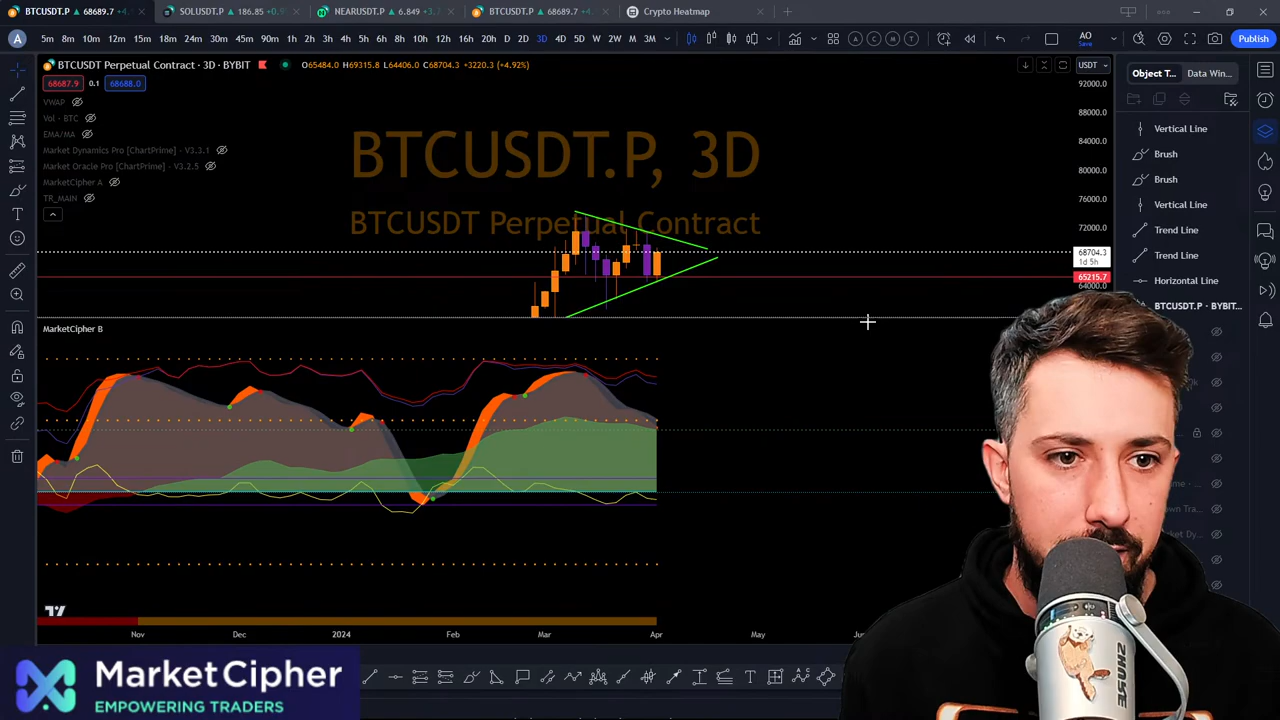 BTCUSDT.P ▲ 68689.7 +4.
SOLUSDT.P ▲ 186.85 +0.
NEARUSDT.P ▲ 6.849 +3.
BTCUSDT.P ▲ 68689.7 +4.
Crypto Heatmap
A 5m 8m 10m 12m 15m 18m 24m 30m 45m 90m 1h 2h 3h 4h 5h 6h 8h 10h 12h 16h 20h D 2D 3D 4D 5D W 2W M 3M
A C M T
AO
Save
Publish
BTCUSDT Perpetual Contract · 3D · BYBIT O65484.0 H69315.8 L64406.0 C68704.3 +3220.3 (+4.92%)
USDT
68687.9 0.1 68688.0
VWAP
Vol · BTC
EMA/MA
Market Dynamics Pro [ChartPrime] - V3.3.1
Market Oracle Pro [ChartPrime] - V3.2.5
MarketCipher A
TR_MAIN
BTCUSDT.P, 3D
BTCUSDT Perpetual Contract
92000.0
88000.0
84000.0
80000.0
76000.0
72000.0
68704.3
1d 5h
65215.7
64000.0
Object T...
Data Win...
Vertical Line
Brush
Brush
Vertical Line
Trend Line
Trend Line
Horizontal Line
BTCUSDT.P · BYBIT...
MarketCipher B
Nov Dec 2024 Feb Mar Apr May
MarketCipher
EMPOWERING TRADERS
SHURE